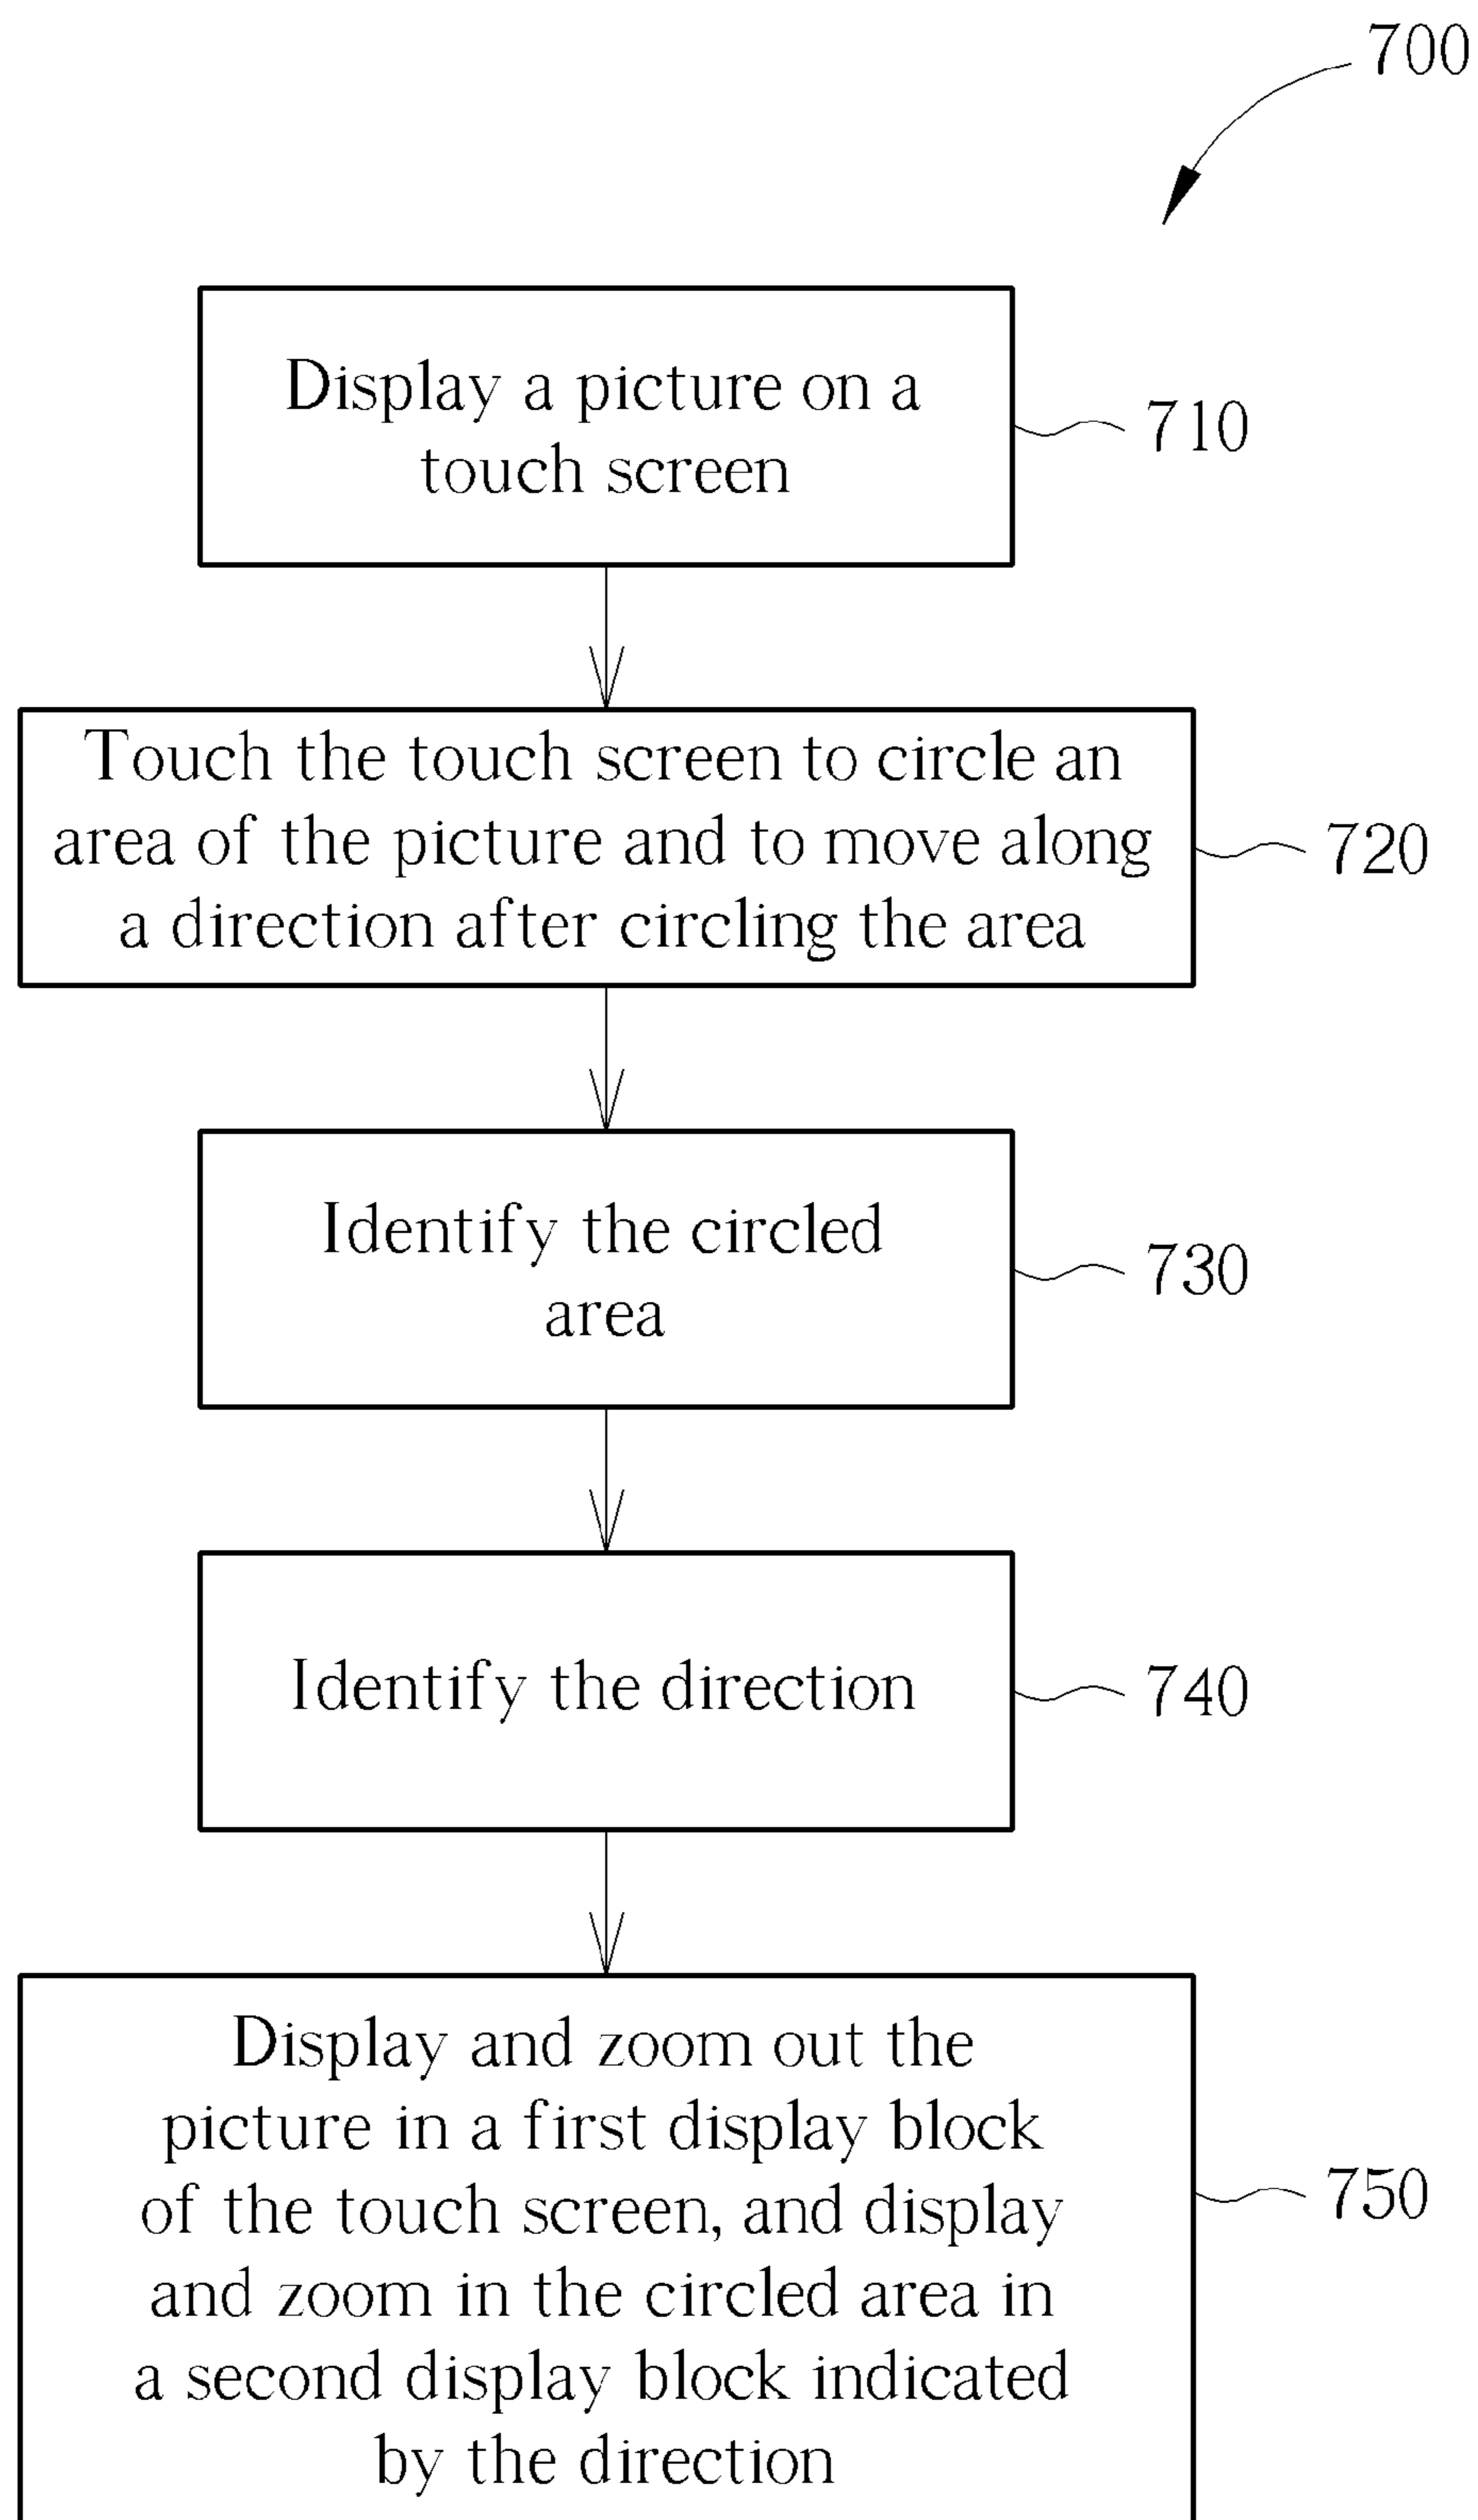 700
Display a picture on a
touch screen
710
Touch the touch screen to circle an
area of the picture and to move along
a direction after circling the area
720
Identify the circled
area
730
Identify the direction
740
Display and zoom out the
picture in a first display block
of the touch screen, and display
and zoom in the circled area in
a second display block indicated
by the direction
750